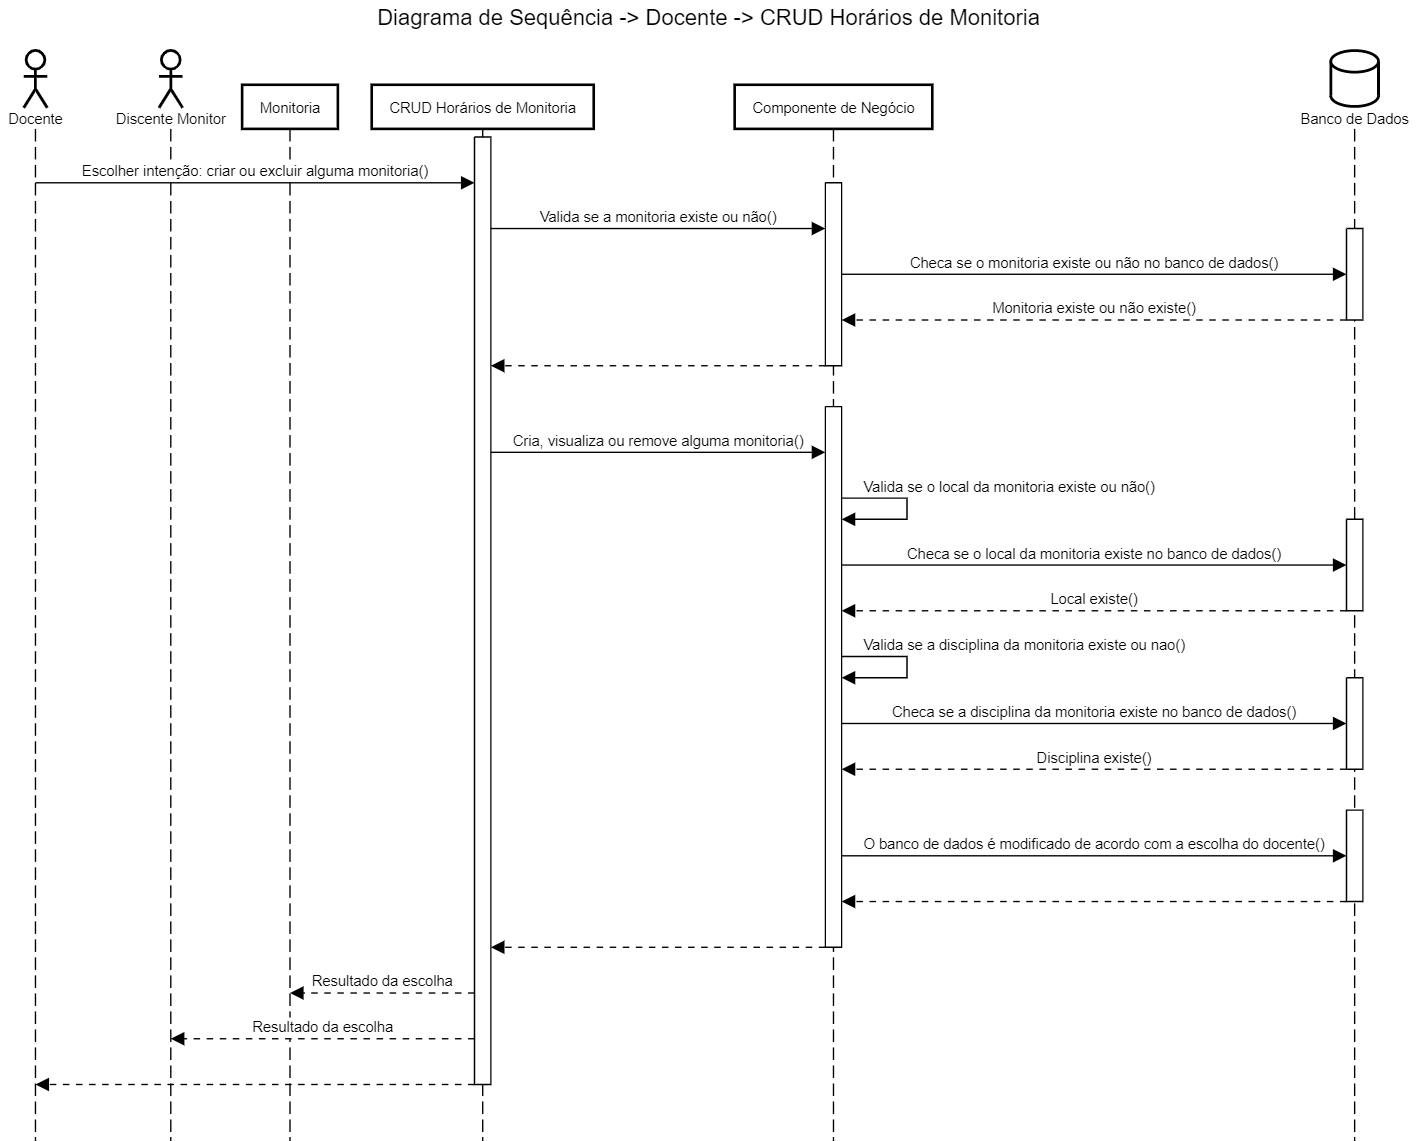 Diagrama de Sequência -> Docente -> CRUD Horários de Monitoria
Docente
Discente Monitor
Monitoria
CRUD Horários de Monitoria
Componente de Negócio
Banco de Dados
Escolher intenção: criar ou excluir alguma monitoria()
Valida se a monitoria existe ou não()
Checa se o monitoria existe ou não no banco de dados()
Monitoria existe ou não existe()
Cria, visualiza ou remove alguma monitoria()
Valida se o local da monitoria existe ou não()
Checa se o local da monitoria existe no banco de dados()
Local existe()
Valida se a disciplina da monitoria existe ou nao()
Checa se a disciplina da monitoria existe no banco de dados()
Disciplina existe()
O banco de dados é modificado de acordo com a escolha do docente()
Resultado da escolha
Resultado da escolha